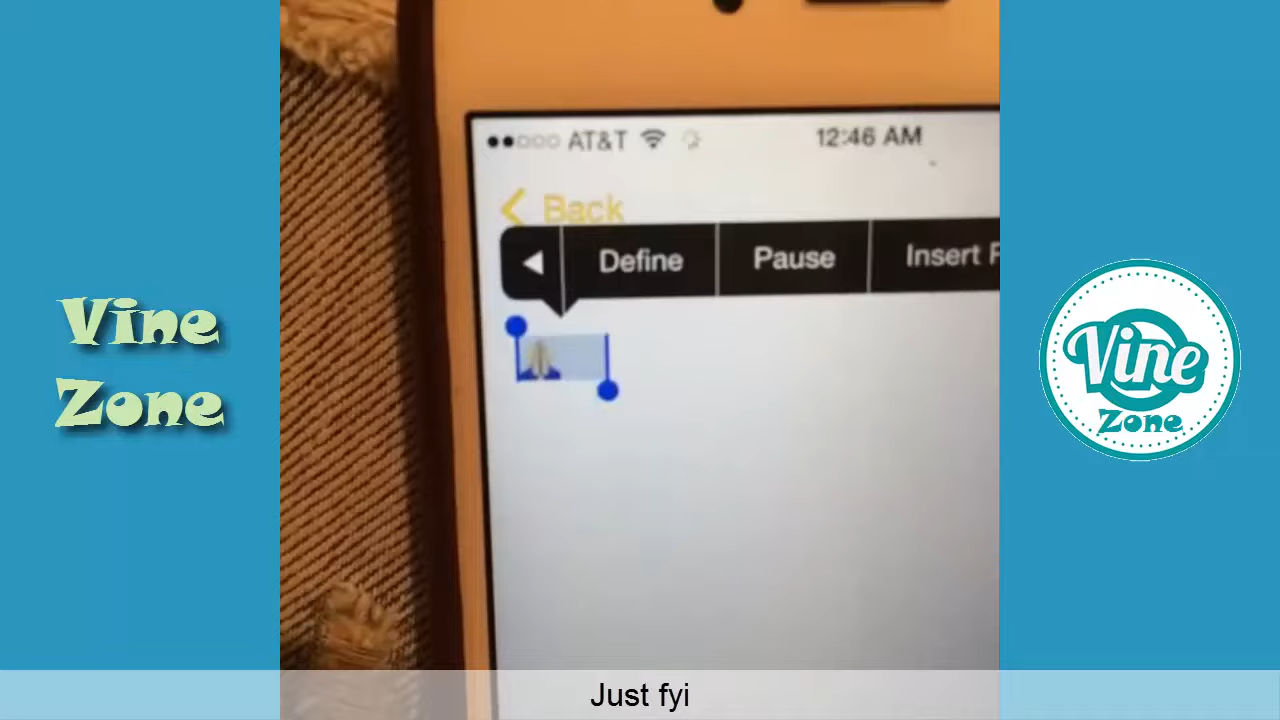 AT&T 12:46 AM
Back
Define Pause Insert
Vine
Zone
Vine
Zone
Just fyi